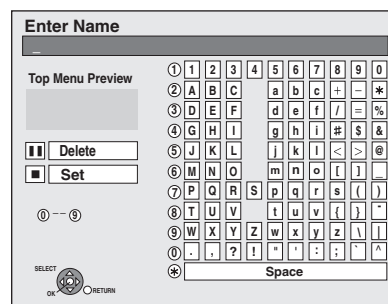 Enter Name
_
Top Menu Preview
① 1 2 3 4 5 6 7 8 9 0
② A B C a b c + - *
③ D E F d e f / = %
④ G H I g h i # $ &
Delete
⑤ J K L j k l < > @
Set
⑥ M N O m n o [ ] _
⑦ P Q R S p q r s ( )
⓪ -- ⑨
⑧ T U V t u v { } ¯
⑨ W X Y Z w x y z \ |
⓪ . , ? ! " ' : ; ` ^
SELECT
Space
OK
RETURN